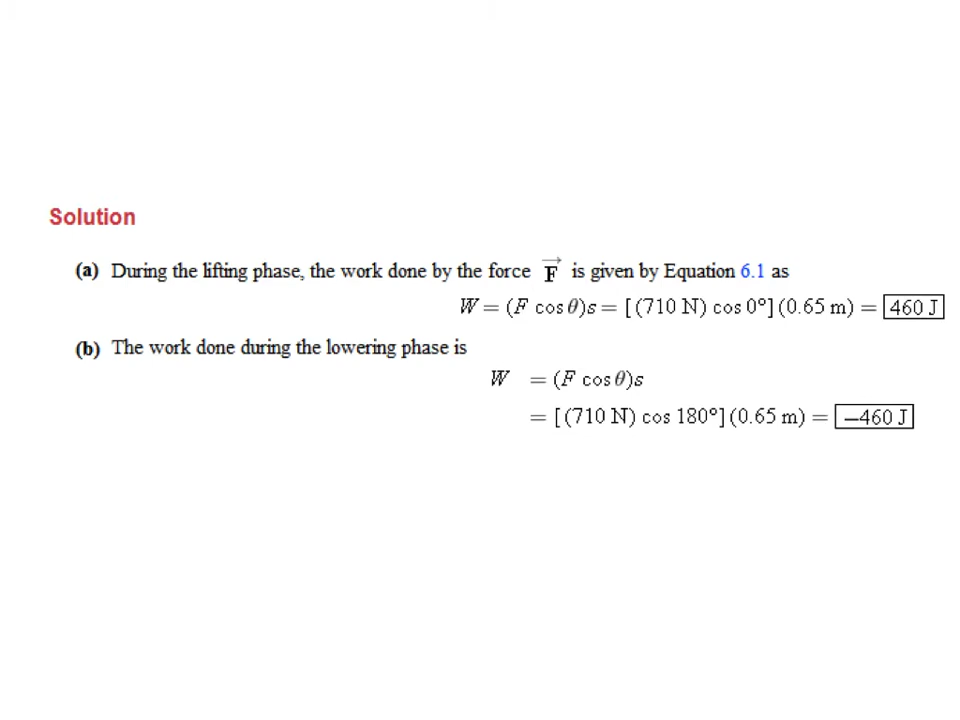 Solution
(a) During the lifting phase, the work done by the force F⃗ is given by Equation 6.1 as
W = (F cos θ)s = [(710 N) cos 0°](0.65 m) = 460 J
(b) The work done during the lowering phase is
W = (F cos θ)s
= [(710 N) cos 180°](0.65 m) = −460 J